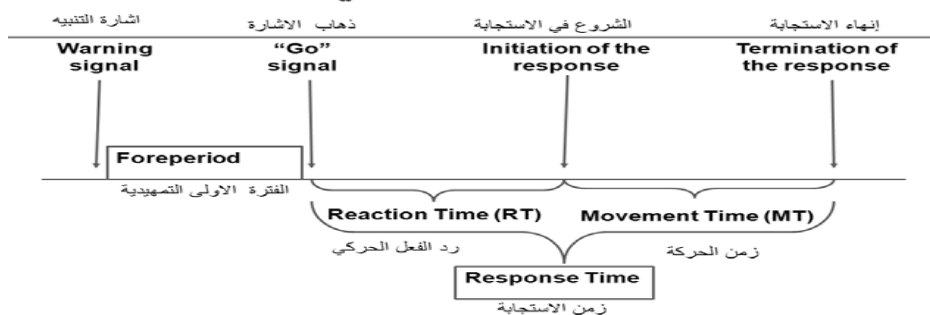 اشارة التنبيه
ذهاب الاشارة
الشروع في الاستجابة
إنهاء الاستجابة
Warning signal
“Go” signal
Initiation of the response
Termination of the response
Foreperiod
الفترة الاولى التمهيدية
Reaction Time (RT)
Movement Time (MT)
رد الفعل الحركي
زمن الحركة
Response Time
زمن الاستجابة